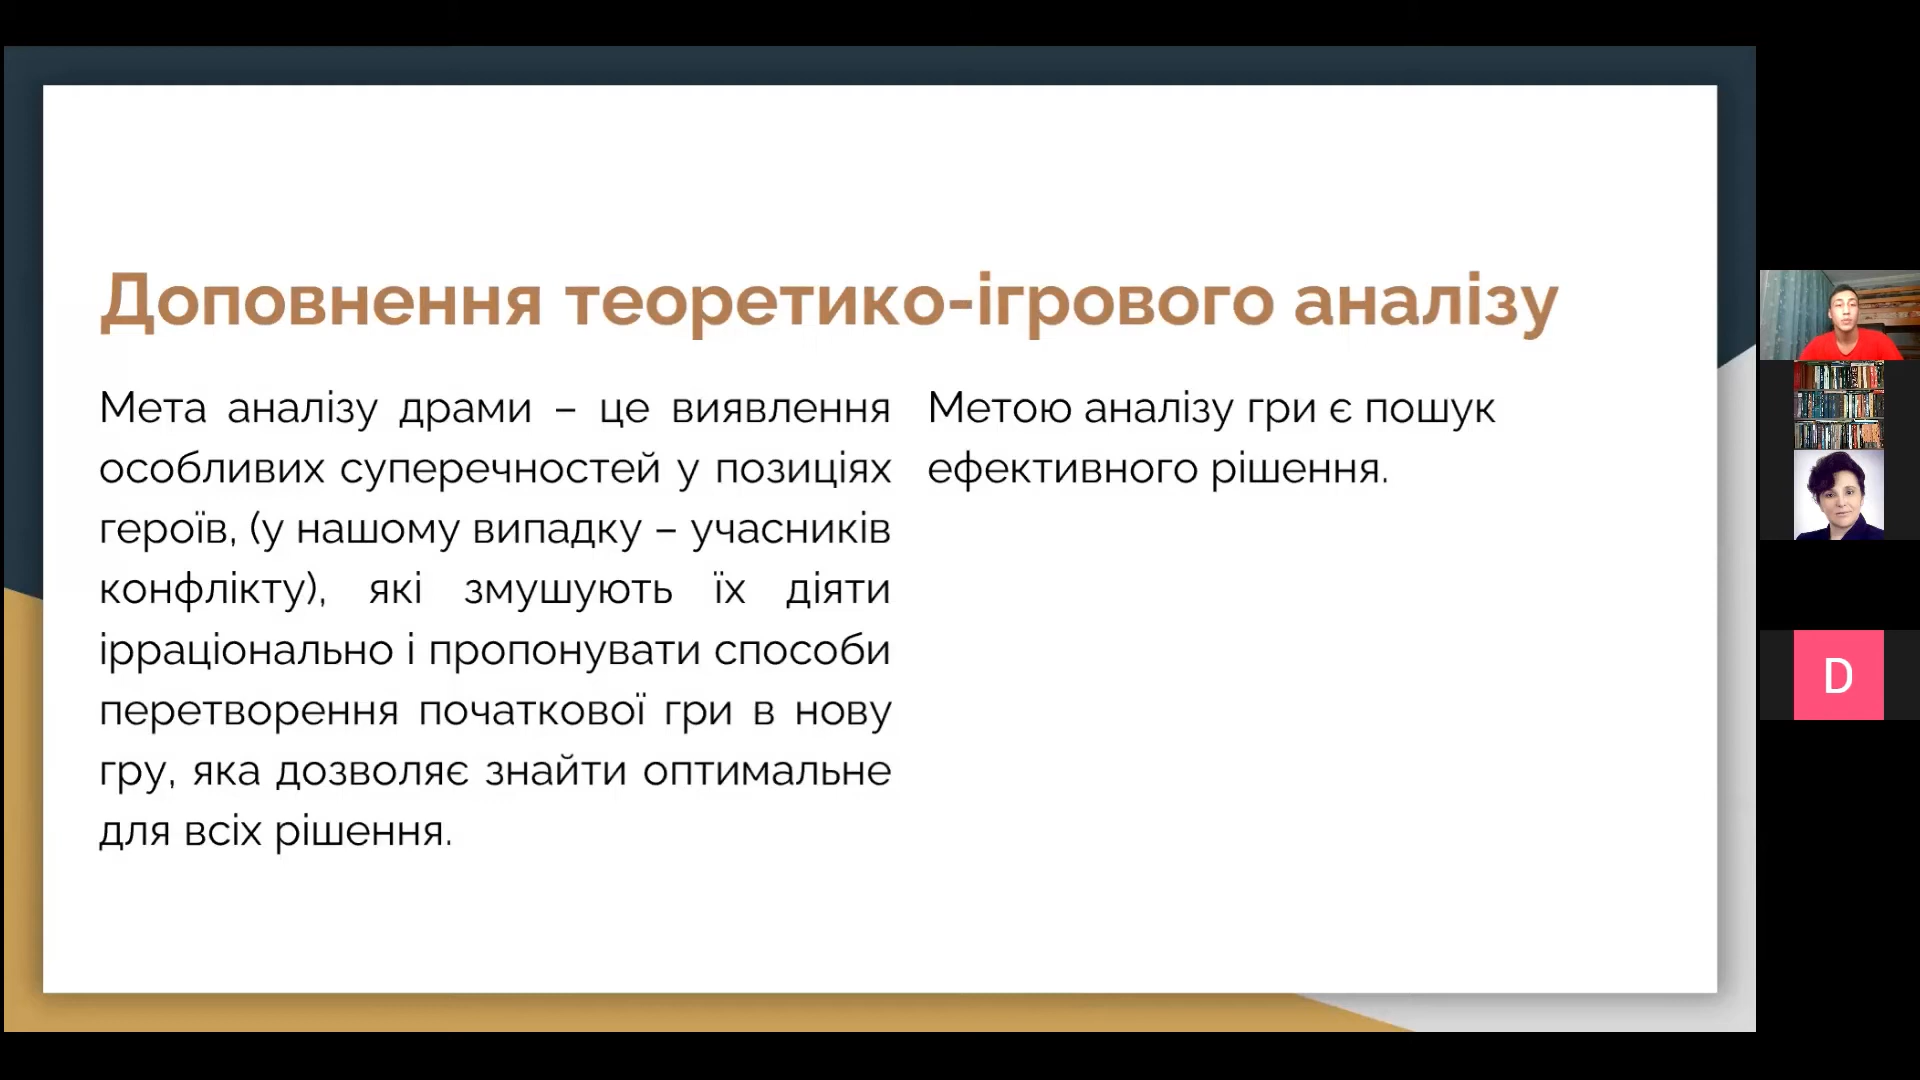 Доповнення теоретико-ігрового аналізу
Мета аналізу драми – це виявлення
особливих суперечностей у позиціях
героїв, (у нашому випадку – учасників
конфлікту), які змушують їх діяти
ірраціонально і пропонувати способи
перетворення початкової гри в нову
гру, яка дозволяє знайти оптимальне
для всіх рішення.
Метою аналізу гри є пошук
ефективного рішення.
D